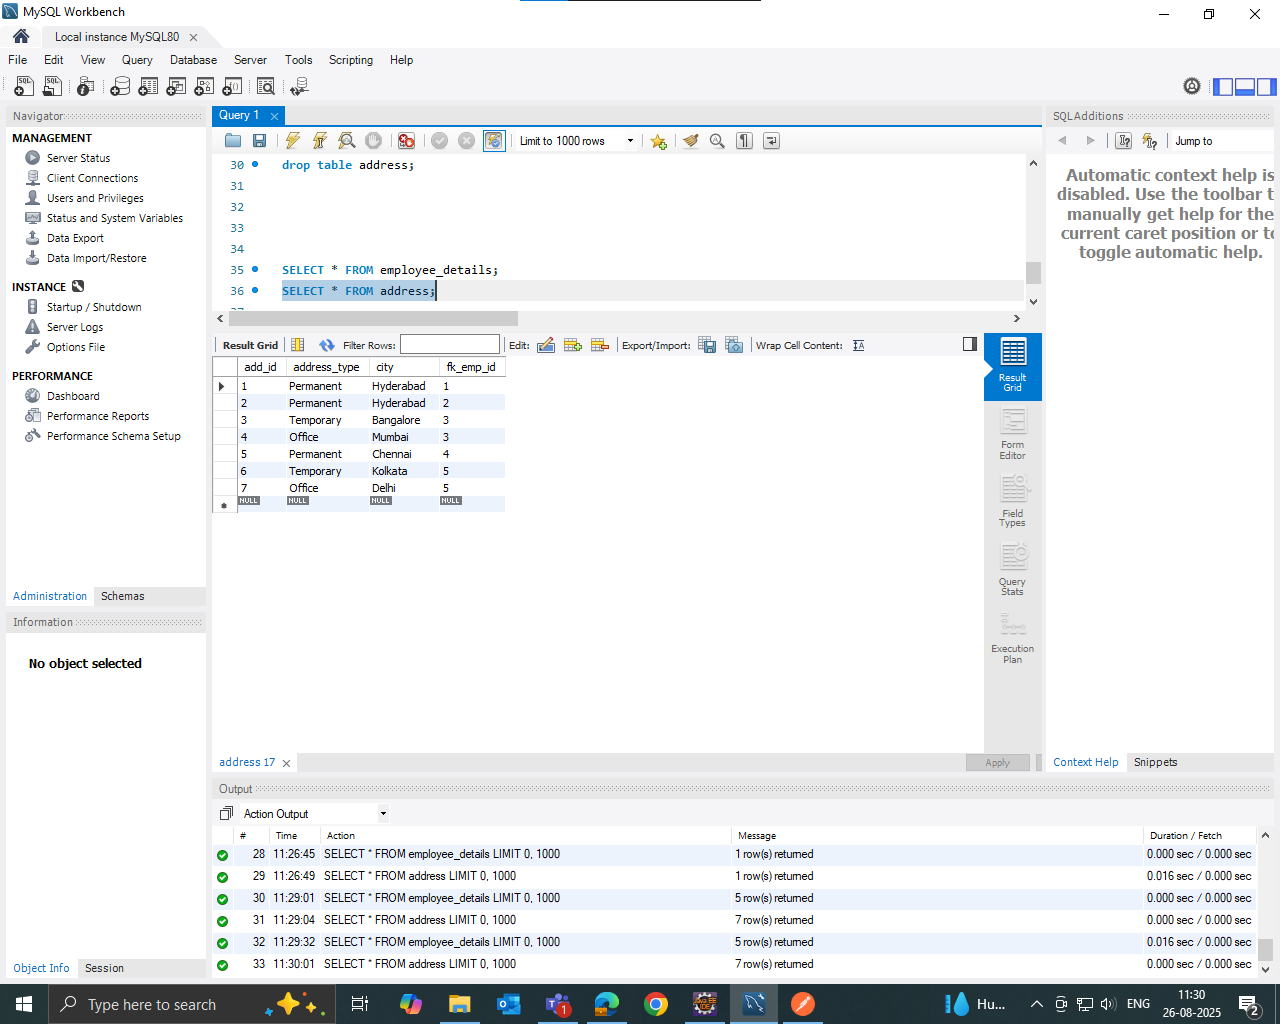 MySQL Workbench
Local instance MySQL80
File Edit View Query Database Server Tools Scripting Help
Navigator
MANAGEMENT
Server Status
Client Connections
Users and Privileges
Status and System Variables
Data Export
Data Import/Restore
INSTANCE
Startup / Shutdown
Server Logs
Options File
PERFORMANCE
Dashboard
Performance Reports
Performance Schema Setup
Administration Schemas
Information
No object selected
Object Info Session
Query 1
Limit to 1000 rows
30 drop table address;
31
32
33
34
35 SELECT * FROM employee_details;
36 SELECT * FROM address;
Result Grid Filter Rows: Edit: Export/Import: Wrap Cell Content:
add_id address_type city fk_emp_id
1 Permanent Hyderabad 1
2 Permanent Hyderabad 2
3 Temporary Bangalore 3
4 Office Mumbai 3
5 Permanent Chennai 4
6 Temporary Kolkata 5
7 Office Delhi 5
NULL NULL NULL NULL
Result
Grid
Form
Editor
Field
Types
Query
Stats
Execution
Plan
address 17
Apply
SQLAdditions
Jump to
Automatic context help is
disabled. Use the toolbar t
manually get help for the
current caret position or to
toggle automatic help.
Context Help Snippets
Output
Action Output
# Time Action Message Duration / Fetch
28 11:26:45 SELECT * FROM employee_details LIMIT 0, 1000 1 row(s) returned 0.000 sec / 0.000 sec
29 11:26:49 SELECT * FROM address LIMIT 0, 1000 1 row(s) returned 0.016 sec / 0.000 sec
30 11:29:01 SELECT * FROM employee_details LIMIT 0, 1000 5 row(s) returned 0.000 sec / 0.000 sec
31 11:29:04 SELECT * FROM address LIMIT 0, 1000 7 row(s) returned 0.000 sec / 0.000 sec
32 11:29:32 SELECT * FROM employee_details LIMIT 0, 1000 5 row(s) returned 0.016 sec / 0.000 sec
33 11:30:01 SELECT * FROM address LIMIT 0, 1000 7 row(s) returned 0.000 sec / 0.000 sec
Type here to search
Hu...
ENG
11:30
26-08-2025
2